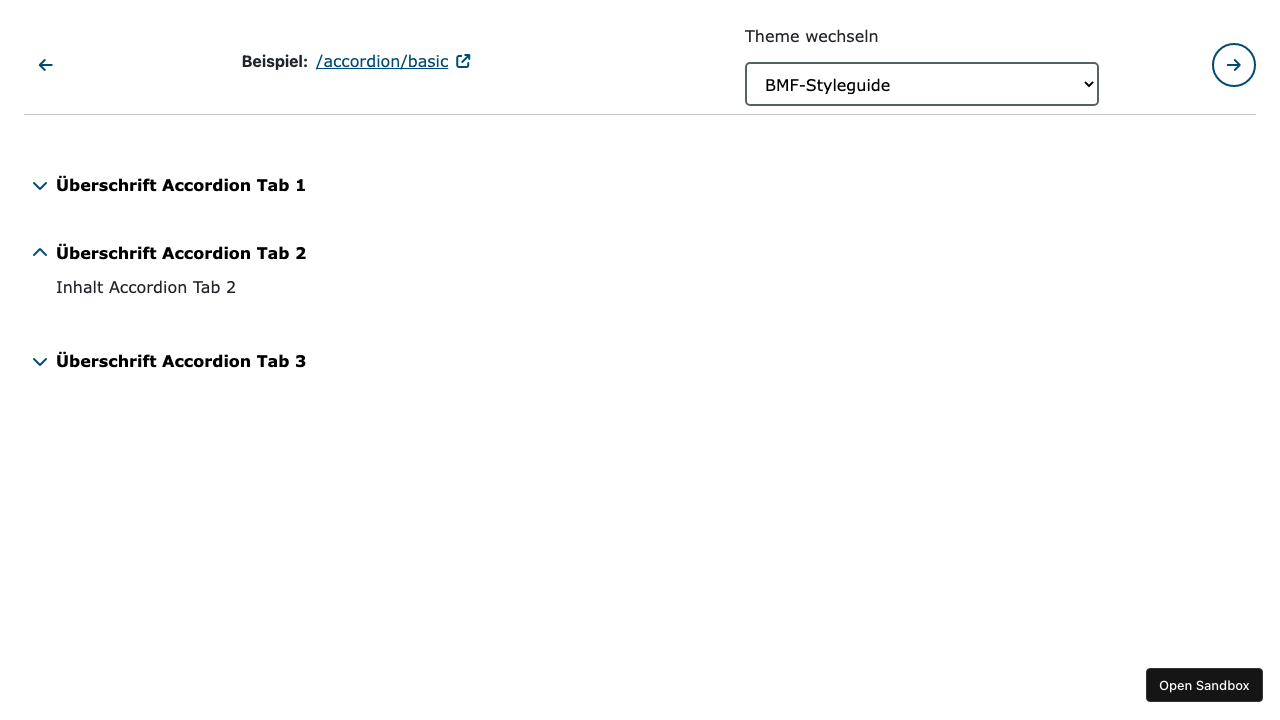 Theme wechseln
Beispiel: /accordion/basic
BMF-Styleguide
Überschrift Accordion Tab 1
Überschrift Accordion Tab 2
Inhalt Accordion Tab 2
Überschrift Accordion Tab 3
Open Sandbox